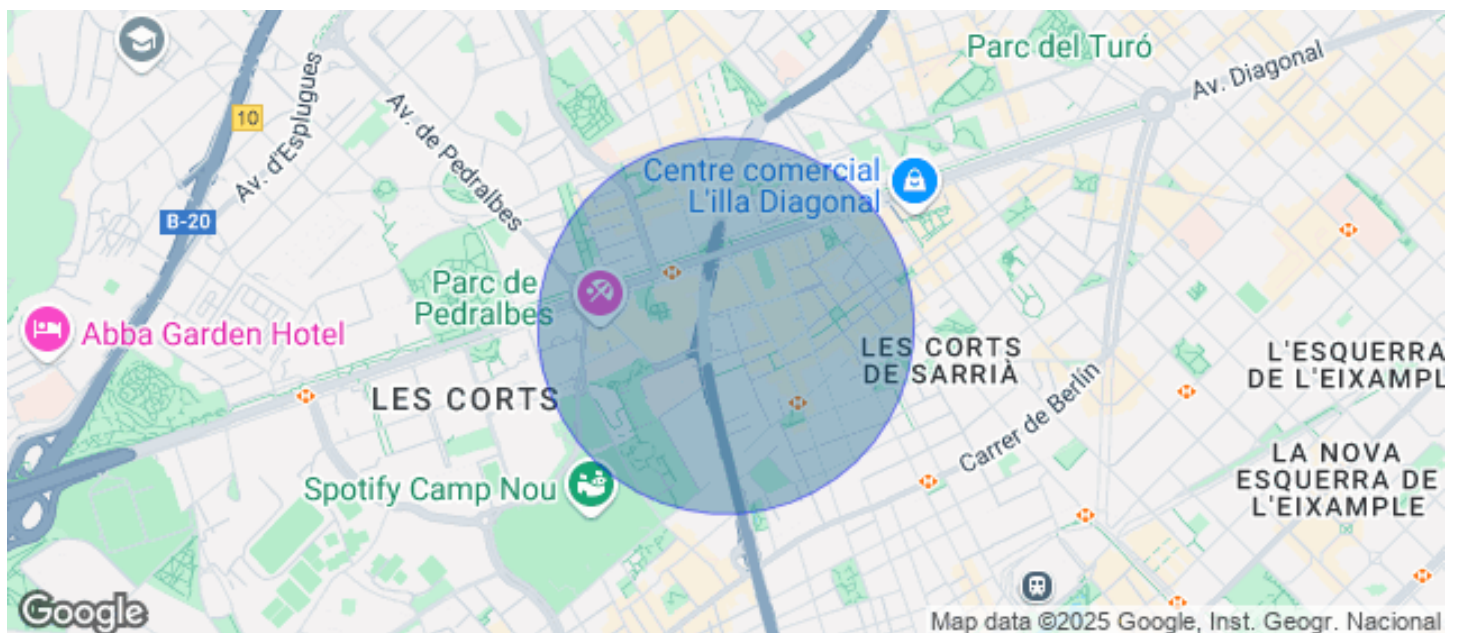 Parc del Turó
Av. Diagonal
Av. d'Esplugues
10
Av. de Pedralbes
Centre comercial
L'illa Diagonal
B-20
Parc de
Pedralbes
Abba Garden Hotel
LES CORTS
DE SARRIÀ
L'ESQUERRA
DE L'EIXAMPL
LES CORTS
Carrer de Berlín
Spotify Camp Nou
LA NOVA
ESQUERRA DE
L'EIXAMPLE
Google
Map data ©2025 Google, Inst. Geogr. Nacional